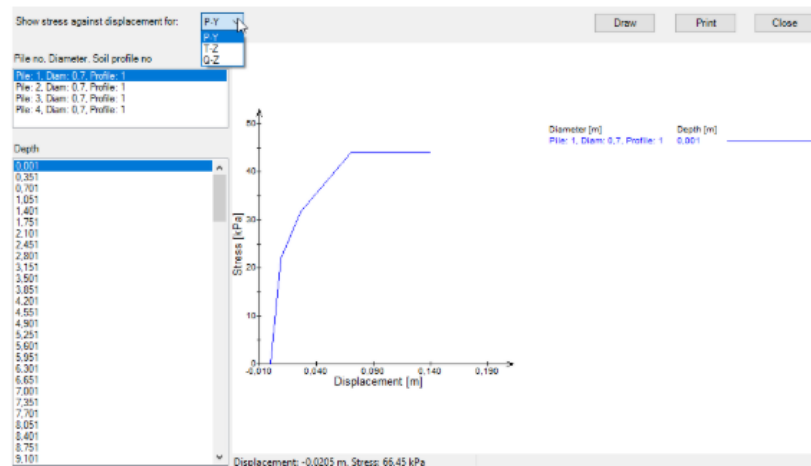 Show stress against displacement for: P-Y Draw Print Close
P-Y
T-Z
Q-Z
Pile no, Diameter, Soil profile no
Pile: 1, Diam: 0,7, Profile: 1
Pile: 2, Diam: 0,7, Profile: 1
Pile: 3, Diam: 0,7, Profile: 1
Pile: 4, Diam: 0,7, Profile: 1
Depth
0,001
0,351
0,701
1,051
1,401
1,751
2,101
2,451
2,801
3,151
3,501
3,851
4,201
4,551
4,901
5,251
5,601
5,951
6,301
6,651
7,001
7,351
7,701
8,051
8,401
8,751
9,101
Stress [kPa]
50
40
30
20
10
0
-0,010 0,040 0,090 0,140 0,190
Displacement [m]
Diameter [m] Depth [m]
Pile: 1, Diam: 0,7, Profile: 1 0,001
Displacement: -0,0205 m, Stress: 66,45 kPa